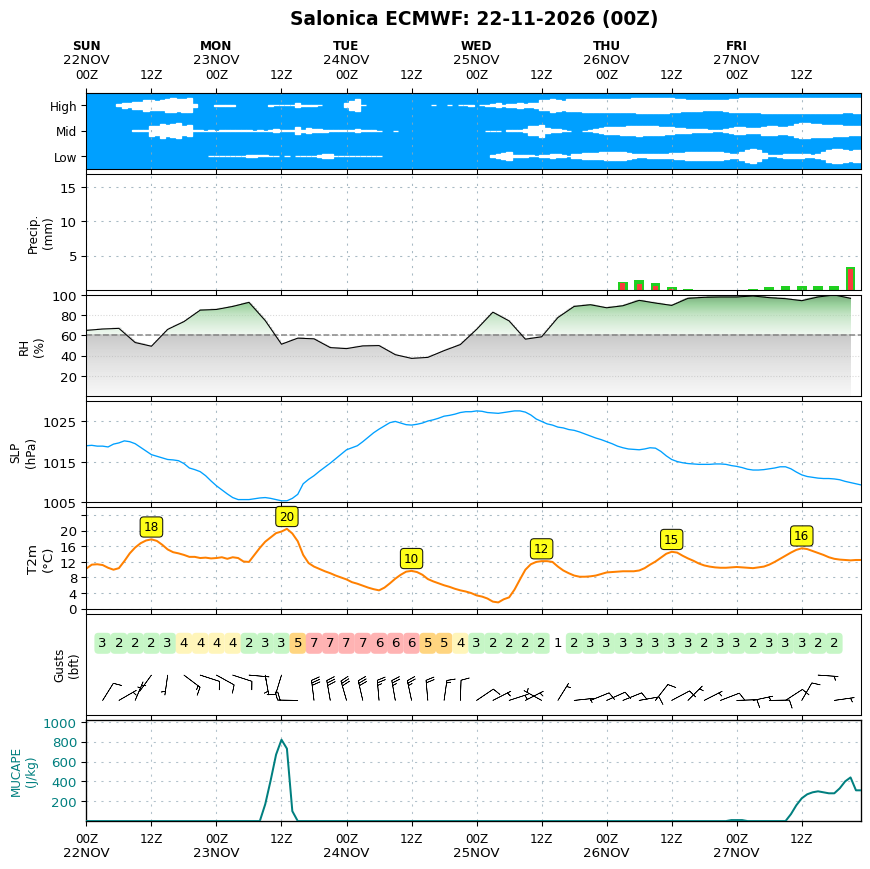 Salonica ECMWF: 22-11-2026 (00Z)
SUN MON TUE WED THU FRI
22NOV 23NOV 24NOV 25NOV 26NOV 27NOV
00Z 12Z 00Z 12Z 00Z 12Z 00Z 12Z 00Z 12Z 00Z 12Z
High
Mid
Low
Precip.
(mm)
15
10
5
RH
(%)
100
80
60
40
20
SLP
(hPa)
1025
1015
1005
T2m
(°C)
20
16
12
8
4
0
18 20 10 12 15 16
Gusts
(bft)
3 2 2 2 3 4 4 4 4 2 3 3 5 7 7 7 7 6 6 6 5 5 4 3 2 2 2 2 1 2 3 3 3 3 3 3 3 3 2 3 2 3 3 3 2 2
MUCAPE
(J/kg)
1000
800
600
400
200
00Z 12Z 00Z 12Z 00Z 12Z 00Z 12Z 00Z 12Z 00Z 12Z
22NOV 23NOV 24NOV 25NOV 26NOV 27NOV